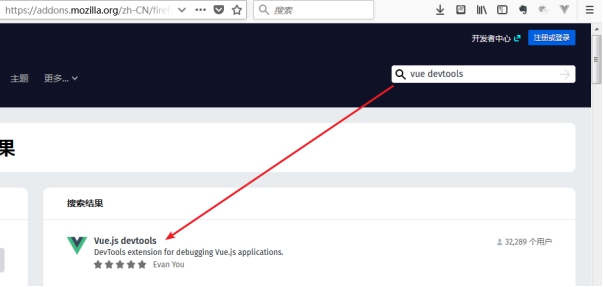 https://addons.mozilla.org/zh-CN/firef
搜索
开发者中心
注册或登录
主题
更多...
vue devtools
果
搜索结果
Vue.js devtools
32,289 个用户
DevTools extension for debugging Vue.js applications.
Evan You